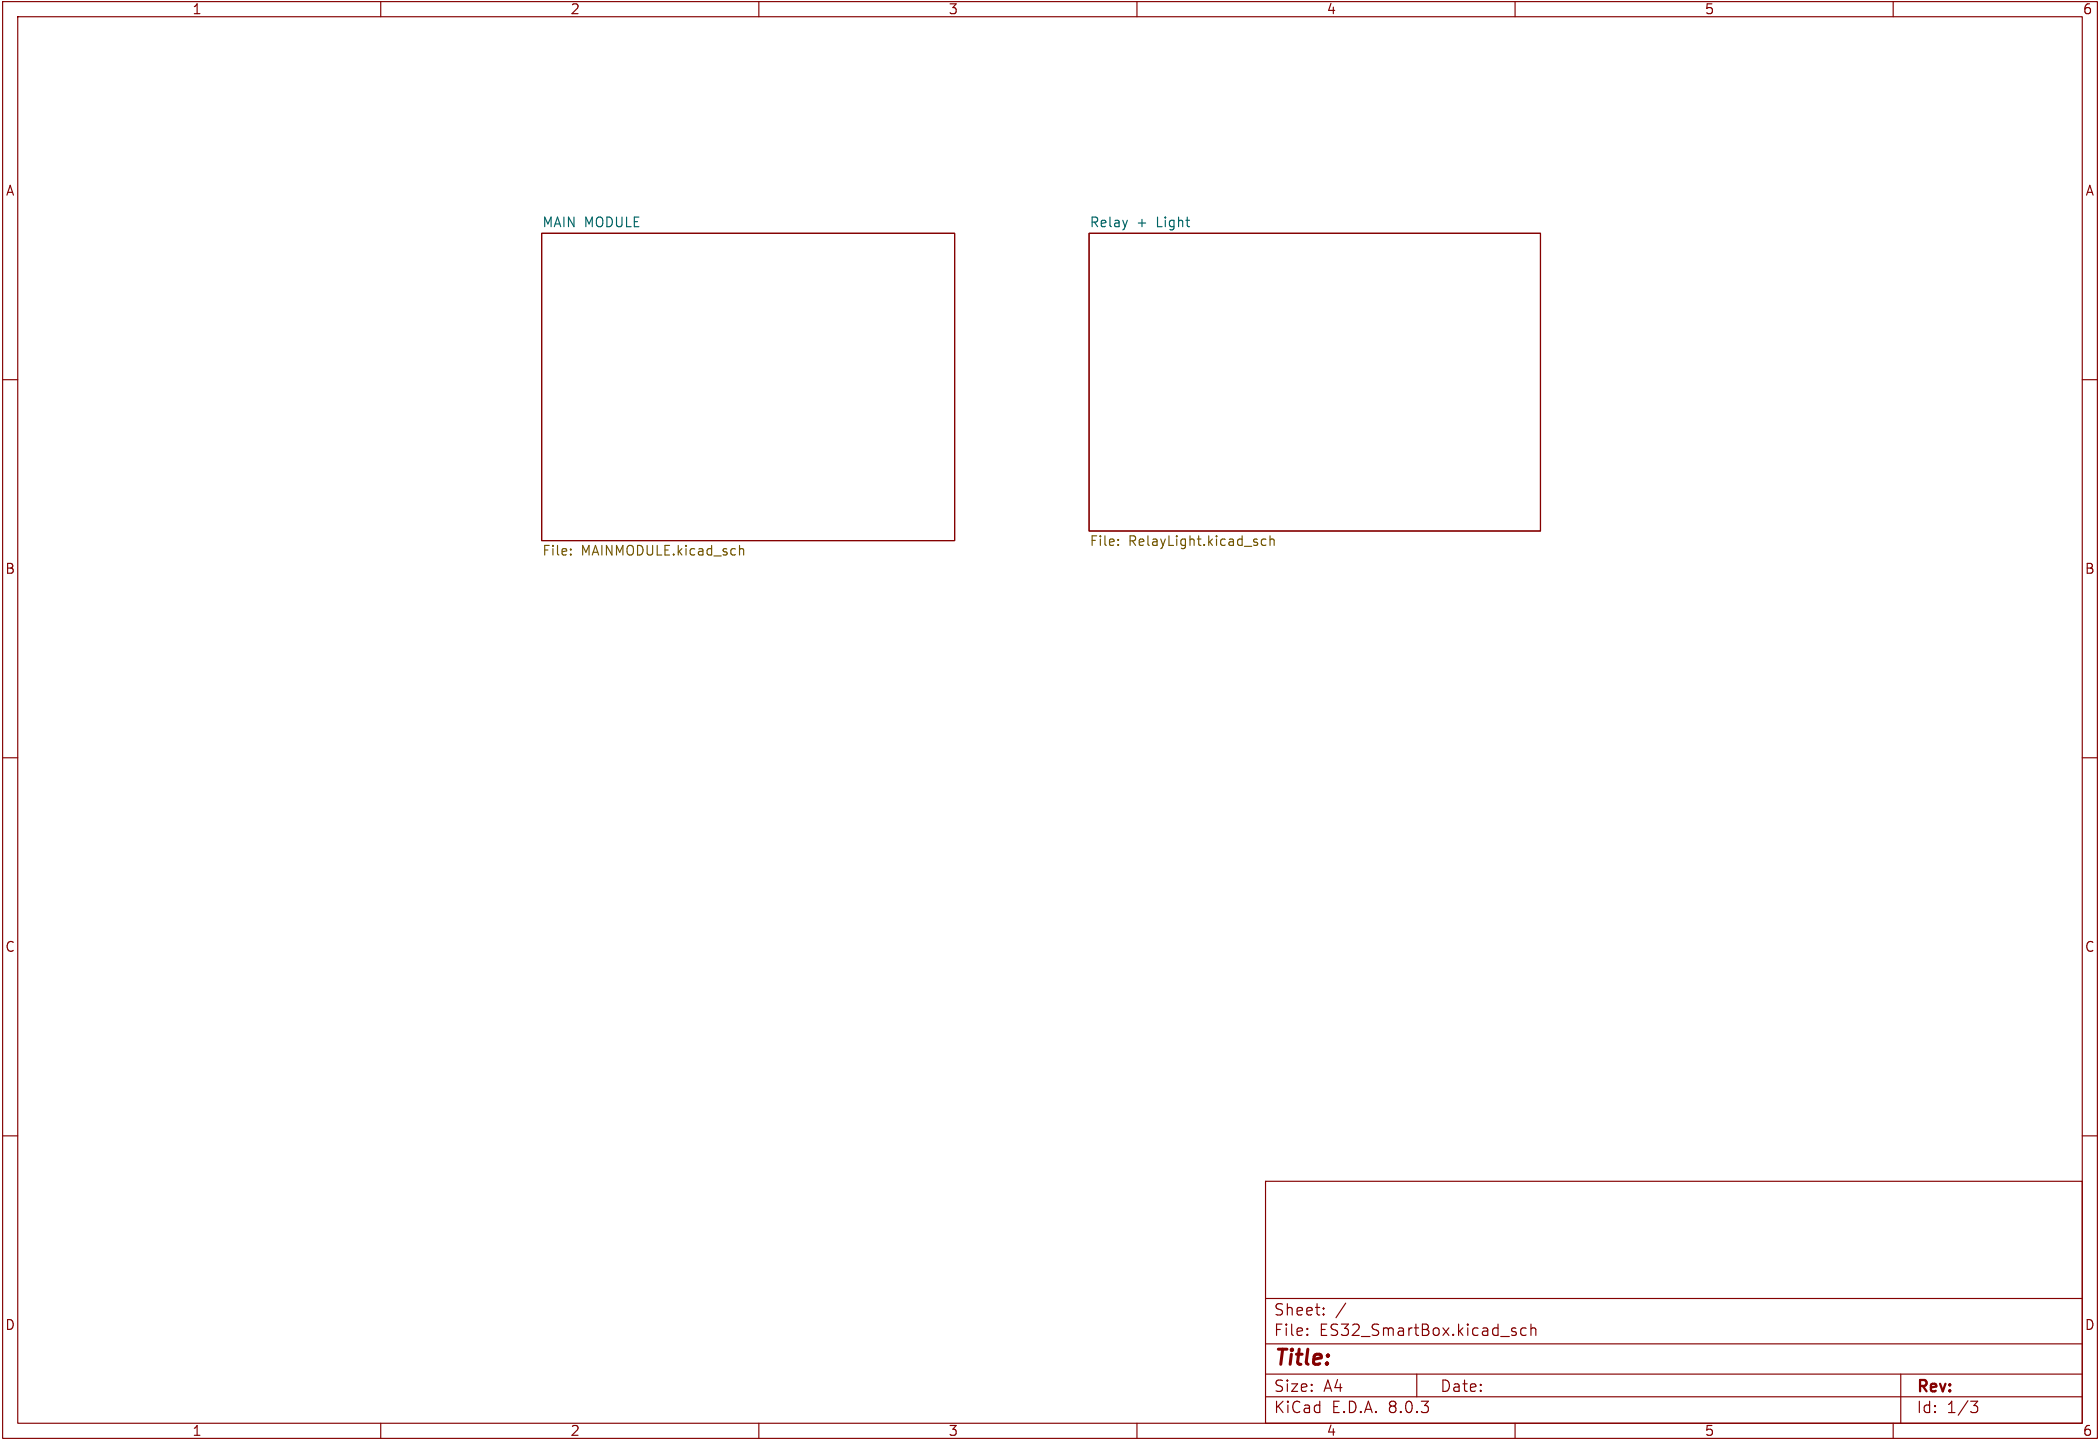 1 2 3 4 5 6
A A
MAIN MODULE Relay + Light
File: RelayLight.kicad_sch
File: MAINMODULE.kicad_sch
B B
C C
Sheet: /
D D
File: ES32_SmartBox.kicad_sch
Title:
Size: A4 Date: Rev:
KiCad E.D.A. 8.0.3 Id: 1/3
1 2 3 4 5 6